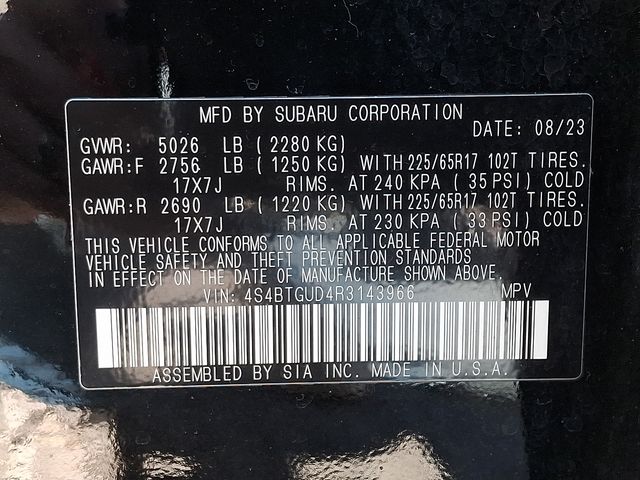 MFD BY SUBARU CORPORATION
DATE: 08/23
GVWR: 5026 LB ( 2280 KG)
GAWR:F 2756 LB ( 1250 KG) WITH 225/65R17 102T TIRES.
17X7J RIMS. AT 240 KPA ( 35 PSI) COLD
GAWR:R 2690 LB ( 1220 KG) WITH 225/65R17 102T TIRES.
17X7J RIMS. AT 230 KPA ( 33 PSI) COLD
THIS VEHICLE CONFORMS TO ALL APPLICABLE FEDERAL MOTOR
VEHICLE SAFETY AND THEFT PREVENTION STANDARDS
IN EFFECT ON THE DATE OF MANUFACTURE SHOWN ABOVE.
VIN: 4S4BTGUD4R3143966 MPV
ASSEMBLED BY SIA INC. MADE IN U.S.A.